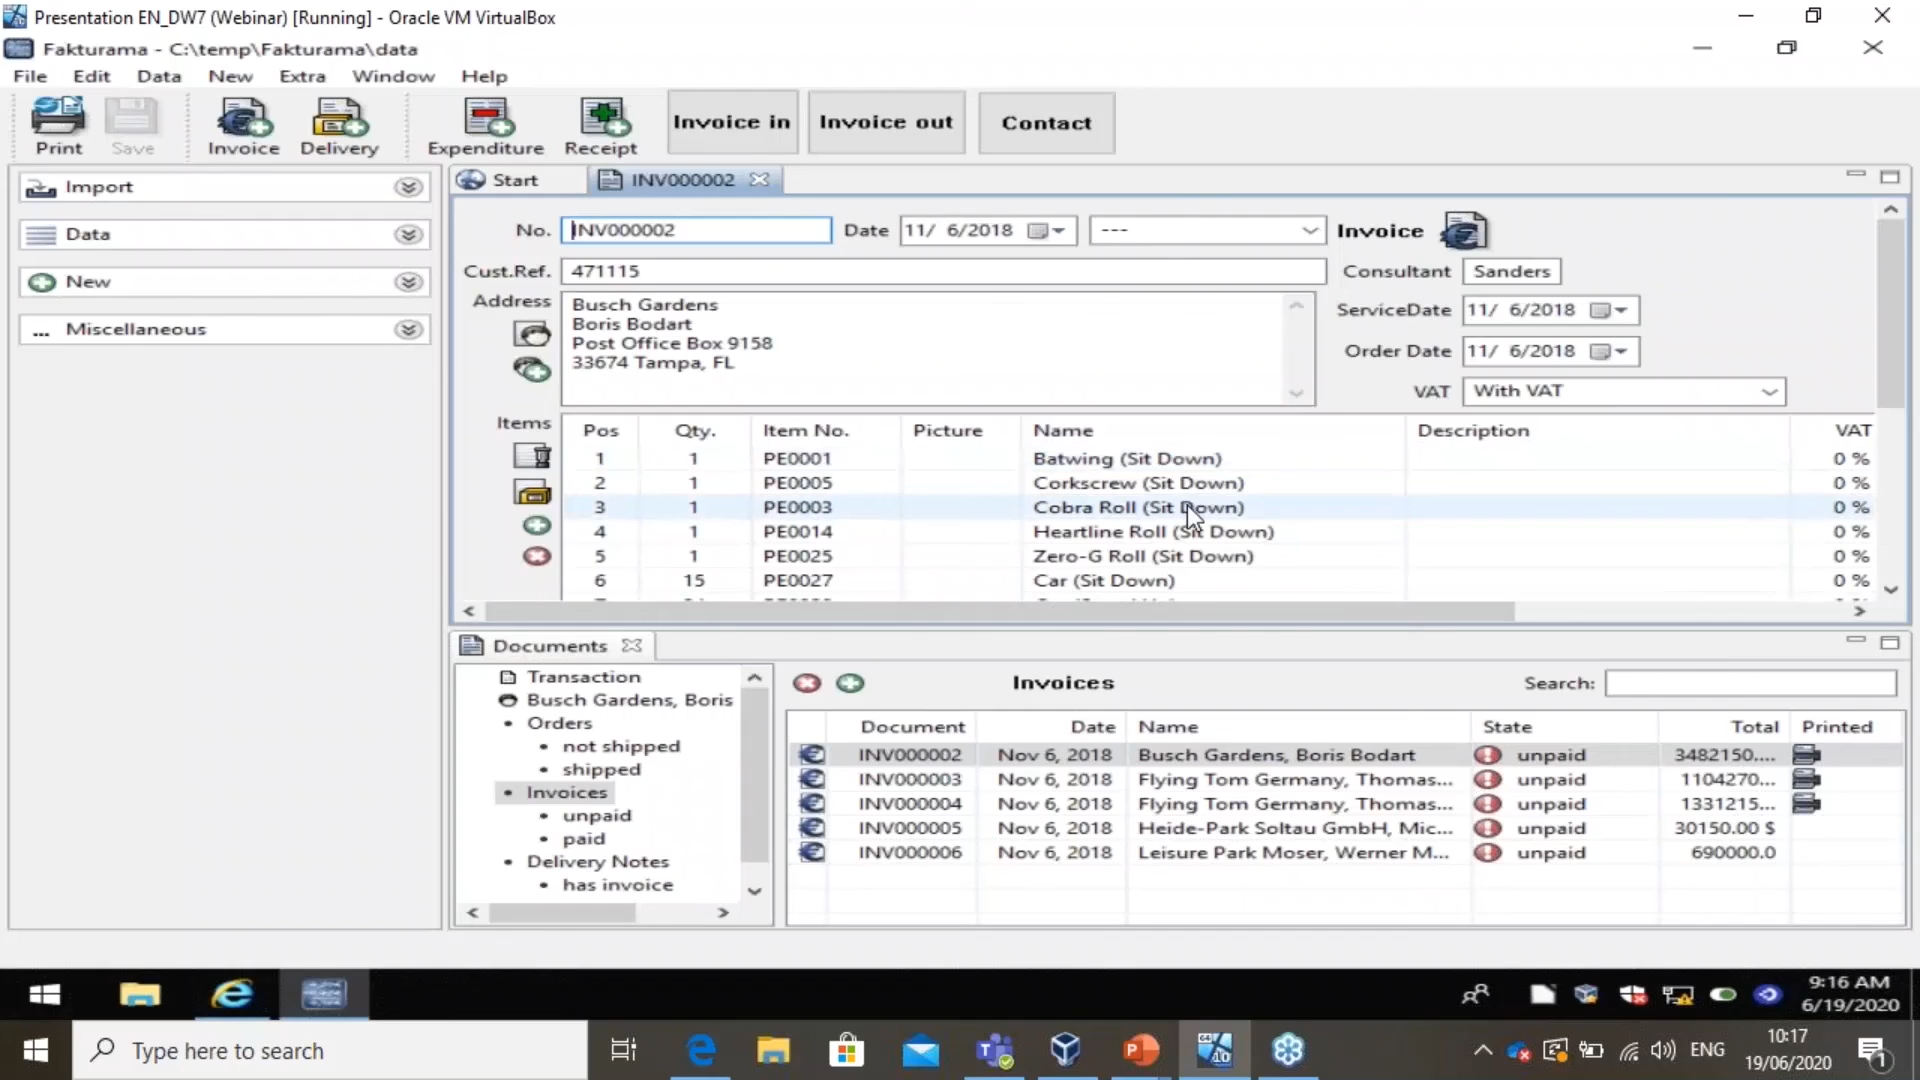 Presentation EN_DW7 (Webinar) [Running] - Oracle VM VirtualBox
Fakturama - C:\temp\Fakturama\data
File Edit Data New Extra Window Help
Print Save Invoice Delivery Expenditure Receipt Invoice in Invoice out Contact
Import
Data
New
... Miscellaneous
Start INV000002
No. INV000002 Date 11/ 6/2018 --- Invoice
Cust.Ref. 471115 Consultant Sanders
Address Busch Gardens
Boris Bodart
Post Office Box 9158
33674 Tampa, FL
ServiceDate 11/ 6/2018
Order Date 11/ 6/2018
VAT With VAT
Items
Pos Qty. Item No. Picture Name Description VAT
1 1 PE0001 Batwing (Sit Down) 0 %
2 1 PE0005 Corkscrew (Sit Down) 0 %
3 1 PE0003 Cobra Roll (Sit Down) 0 %
4 1 PE0014 Heartline Roll (Sit Down) 0 %
5 1 PE0025 Zero-G Roll (Sit Down) 0 %
6 15 PE0027 Car (Sit Down) 0 %
Documents
Transaction
Busch Gardens, Boris
• Orders
• not shipped
• shipped
• Invoices
• unpaid
• paid
• Delivery Notes
• has invoice
Invoices Search:
Document Date Name State Total Printed
INV000002 Nov 6, 2018 Busch Gardens, Boris Bodart unpaid 3482150....
INV000003 Nov 6, 2018 Flying Tom Germany, Thomas... unpaid 1104270...
INV000004 Nov 6, 2018 Flying Tom Germany, Thomas... unpaid 1331215...
INV000005 Nov 6, 2018 Heide-Park Soltau GmbH, Mic... unpaid 30150.00 $
INV000006 Nov 6, 2018 Leisure Park Moser, Werner M... unpaid 690000.0
9:16 AM
6/19/2020
Type here to search
ENG
10:17
19/06/2020
1